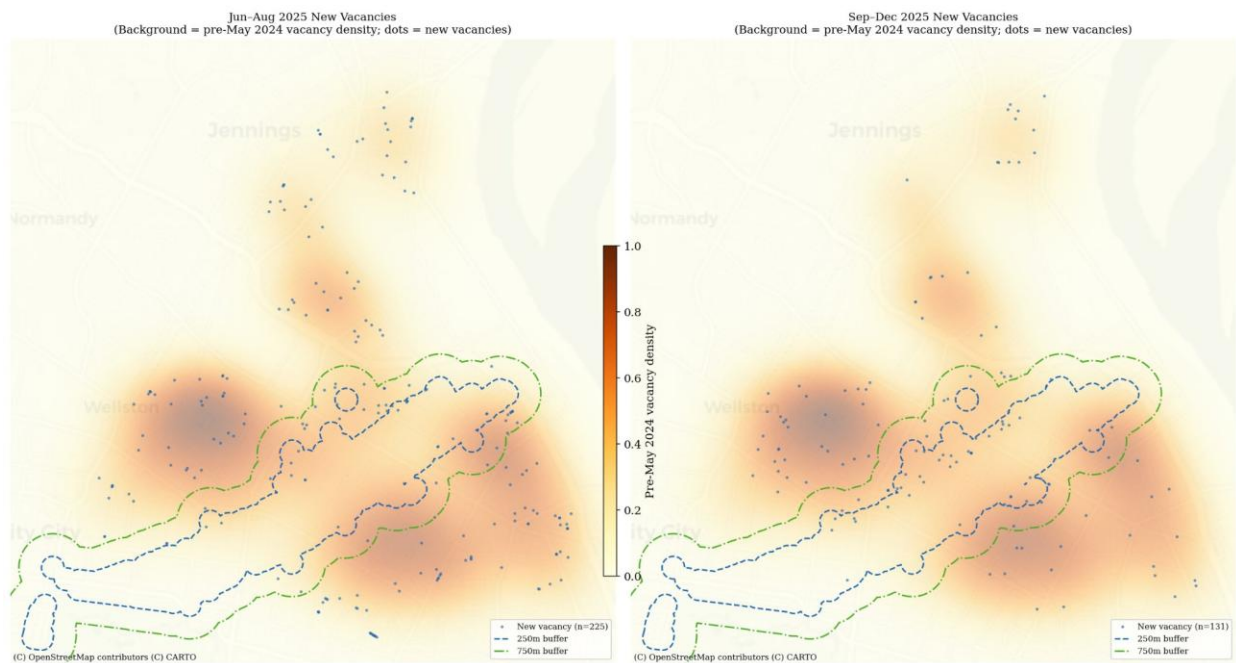 Jun–Aug 2025 New Vacancies
(Background = pre-May 2024 vacancy density; dots = new vacancies)
Jennings
Normandy
Wellston
ity City
New vacancy (n=225)
250m buffer
750m buffer
(C) OpenStreetMap contributors (C) CARTO
1.0
0.8
0.6
0.4
0.2
0.0
Pre-May 2024 vacancy density
Sep–Dec 2025 New Vacancies
(Background = pre-May 2024 vacancy density; dots = new vacancies)
Jennings
Normandy
Wellston
ity City
New vacancy (n=131)
250m buffer
750m buffer
(C) OpenStreetMap contributors (C) CARTO